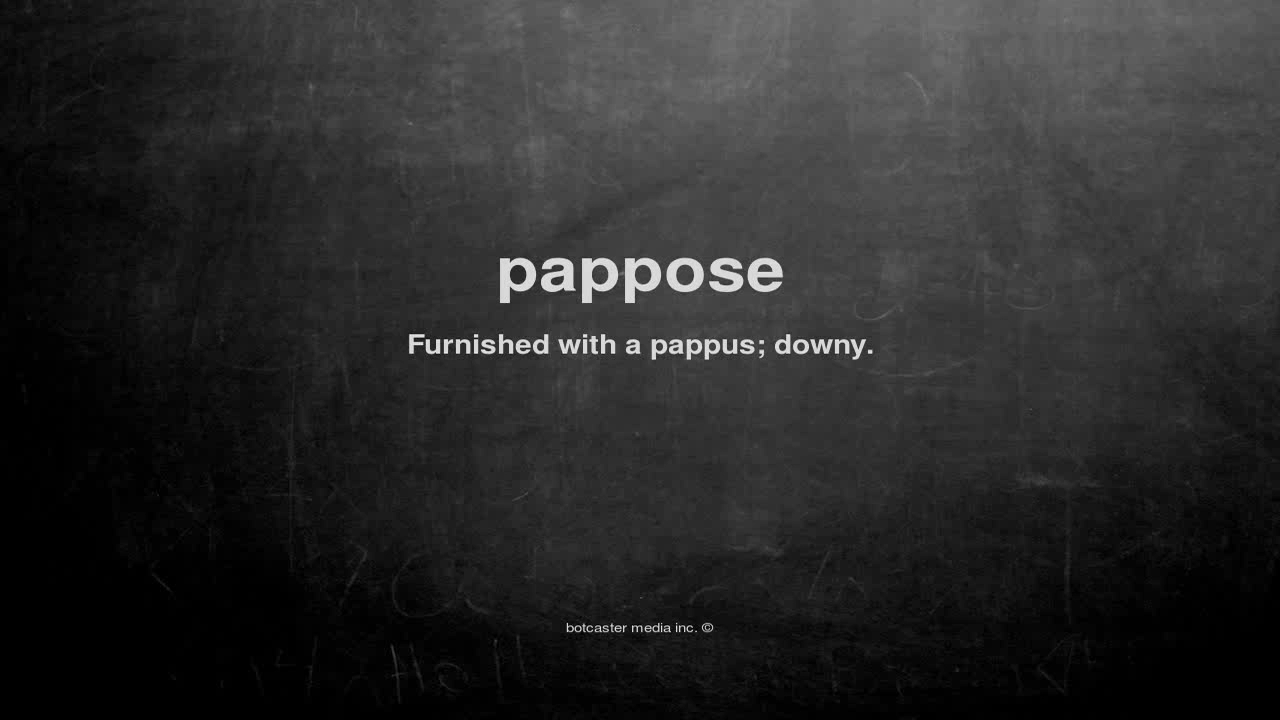 pappose
Furnished with a pappus; downy.
botcaster media inc. ©